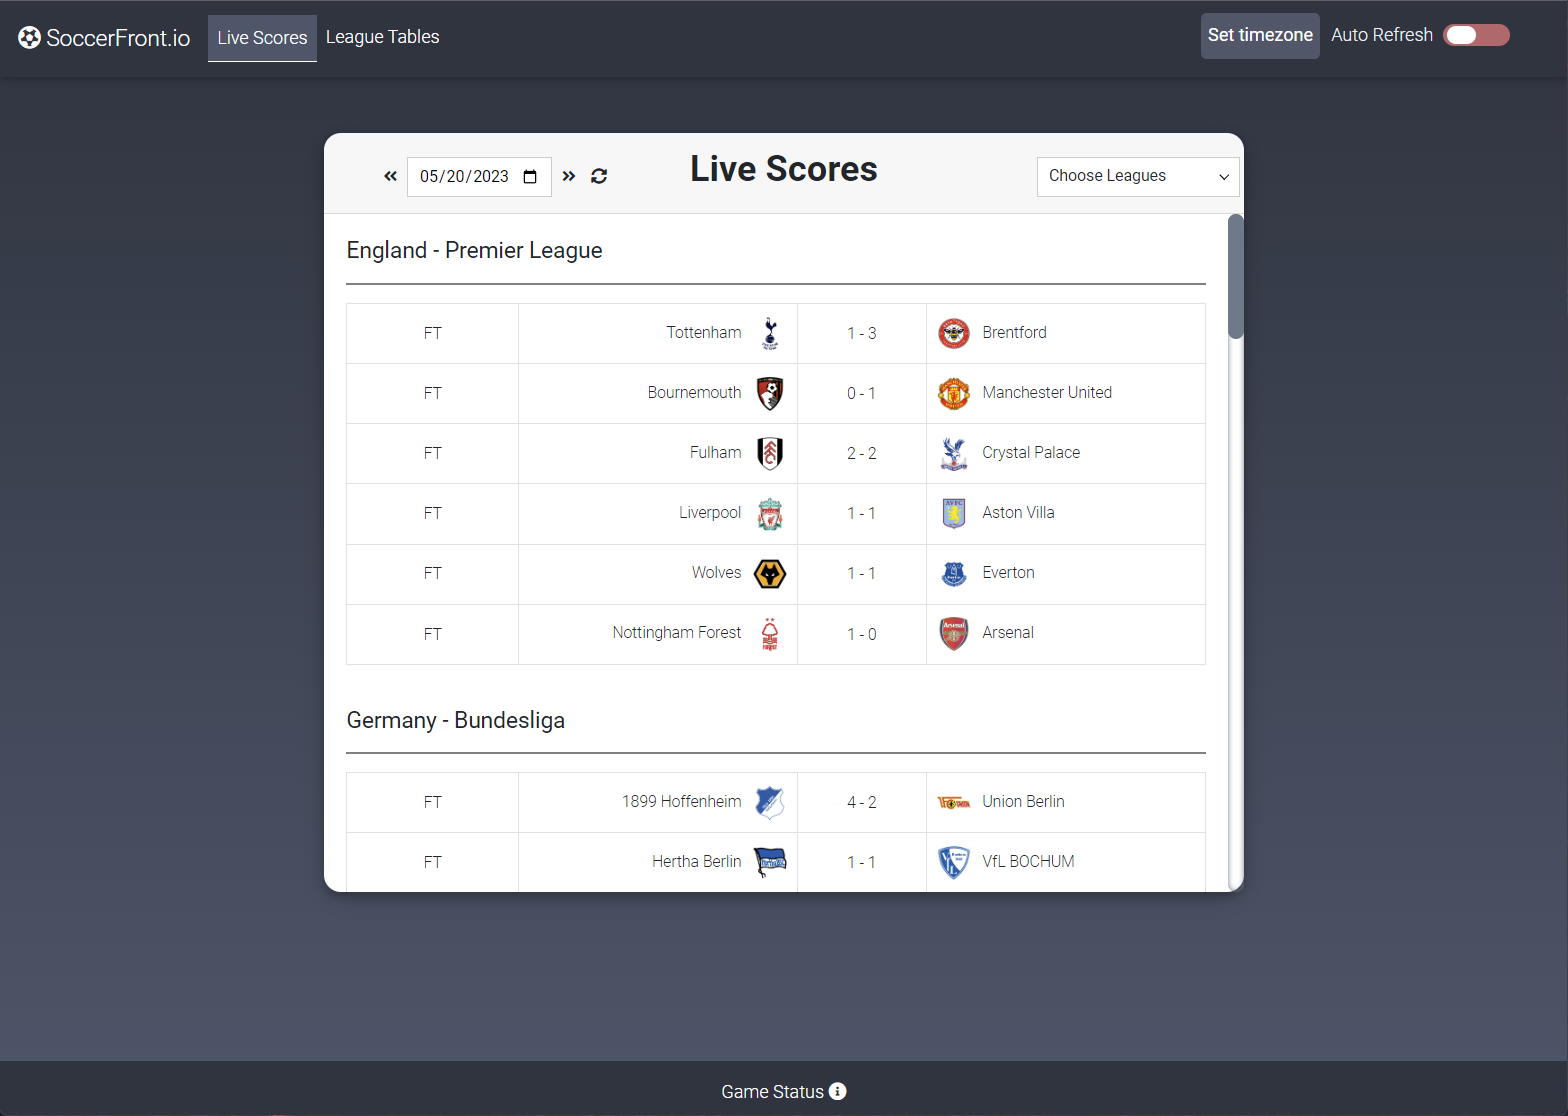 SoccerFront.io Live Scores League Tables Set timezone Auto Refresh
05/20/2023 Live Scores Choose Leagues
England - Premier League
FT Tottenham 1 - 3 Brentford
FT Bournemouth 0 - 1 Manchester United
FT Fulham 2 - 2 Crystal Palace
FT Liverpool 1 - 1 Aston Villa
FT Wolves 1 - 1 Everton
FT Nottingham Forest 1 - 0 Arsenal
Germany - Bundesliga
FT 1899 Hoffenheim 4 - 2 Union Berlin
FT Hertha Berlin 1 - 1 VfL BOCHUM
Game Status